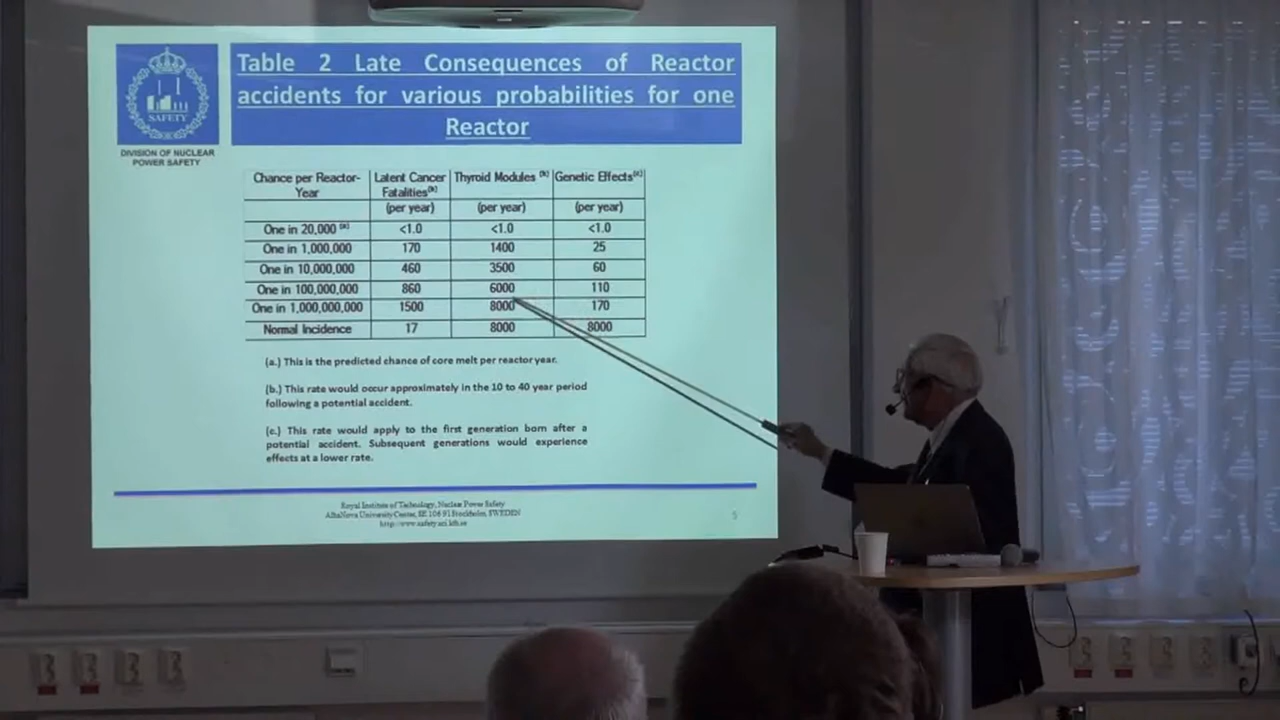 Table 2 Late Consequences of Reactor
accidents for various probabilities for one
Reactor
SAFETY
DIVISION OF NUCLEAR
POWER SAFETY
Chance per Reactor- Latent Cancer Thyroid Modules (b) Genetic Effects(c)
Year Fatalities(b)
(per year) (per year) (per year)
One in 20,000 (a) <1.0 <1.0 <1.0
One in 1,000,000 170 1400 25
One in 10,000,000 460 3500 60
One in 100,000,000 860 6000 110
One in 1,000,000,000 1500 8000 170
Normal Incidence 17 8000 8000
(a.) This is the predicted chance of core melt per reactor year.
(b.) This rate would occur approximately in the 10 to 40 year period
following a potential accident.
(c.) This rate would apply to the first generation born after a
potential accident. Subsequent generations would experience
effects at a lower rate.
Royal Institute of Technology, Nuclear Power Safety
AlbaNova University Center, SE 106 91 Stockholm, SWEDEN
http://www.safety.sci.kth.se
5